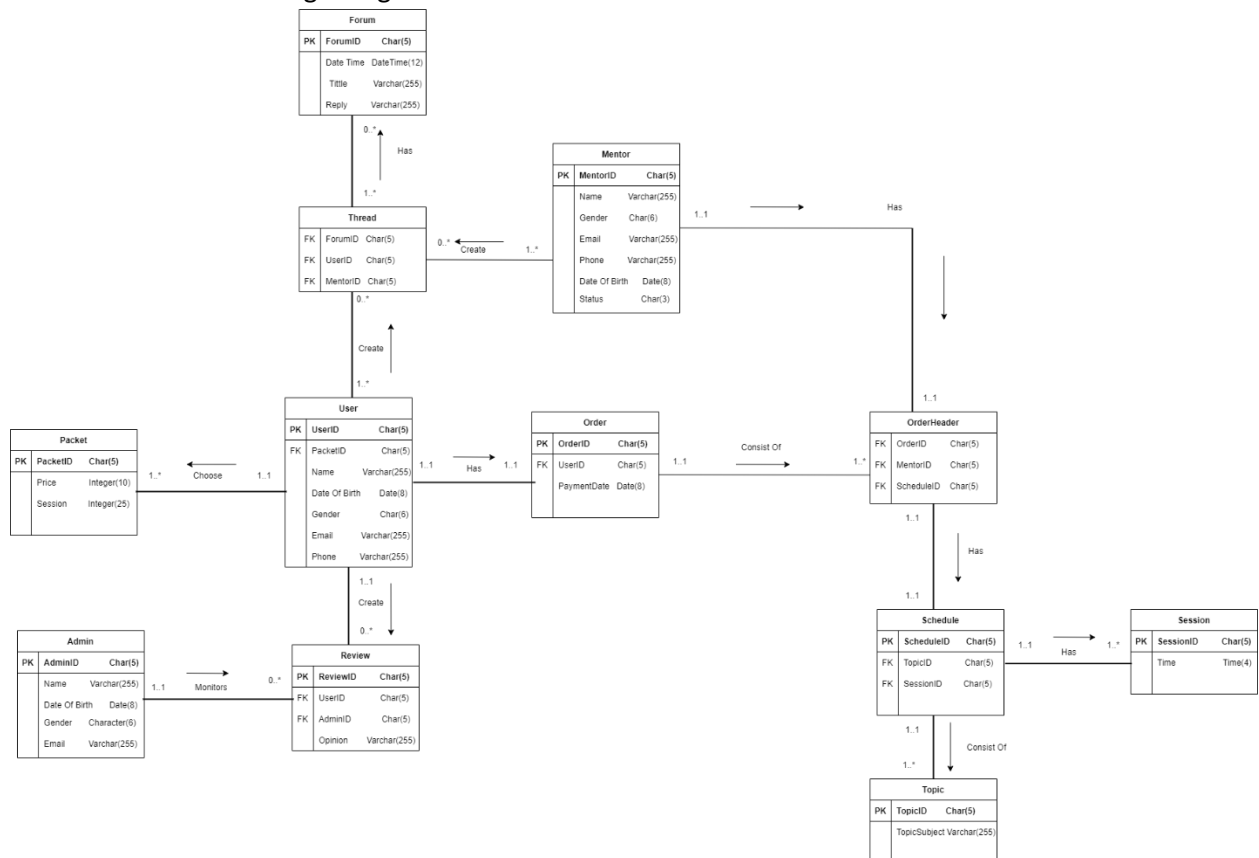 Forum
PK ForumID Char(5)
Date Time DateTime(12)
Tittle Varchar(255)
Reply Varchar(255)
0..*
Has
1..*
Thread
FK ForumID Char(5)
FK UserID Char(5)
FK MentorID Char(5)
0..*
Create
1..*
Mentor
PK MentorID Char(5)
Name Varchar(255)
Gender Char(6)
Email Varchar(255)
Phone Varchar(255)
Date Of Birth Date(8)
Status Char(3)
1..1
Has
1..1
0..*
Create
1..*
User
PK UserID Char(5)
FK PacketID Char(5)
Name Varchar(255)
Date Of Birth Date(8)
Gender Char(6)
Email Varchar(255)
Phone Varchar(255)
Packet
PK PacketID Char(5)
Price Integer(10)
Session Integer(25)
1..*
Choose
1..1
1..1
Has
1..1
Order
PK OrderID Char(5)
FK UserID Char(5)
PaymentDate Date(8)
1..1
Consist Of
1..*
OrderHeader
FK OrderID Char(5)
FK MentorID Char(5)
FK ScheduleID Char(5)
1..1
Has
1..1
1..1
Create
0..*
Admin
PK AdminID Char(5)
Name Varchar(255)
Date Of Birth Date(8)
Gender Character(6)
Email Varchar(255)
1..1
Monitors
0..*
Review
PK ReviewID Char(5)
FK UserID Char(5)
FK AdminID Char(5)
Opinion Varchar(255)
Schedule
PK ScheduleID Char(5)
FK TopicID Char(5)
FK SessionID Char(5)
1..1
Has
1..*
Session
PK SessionID Char(5)
Time Time(4)
1..1
Consist Of
1..*
Topic
PK TopicID Char(5)
TopicSubject Varchar(255)